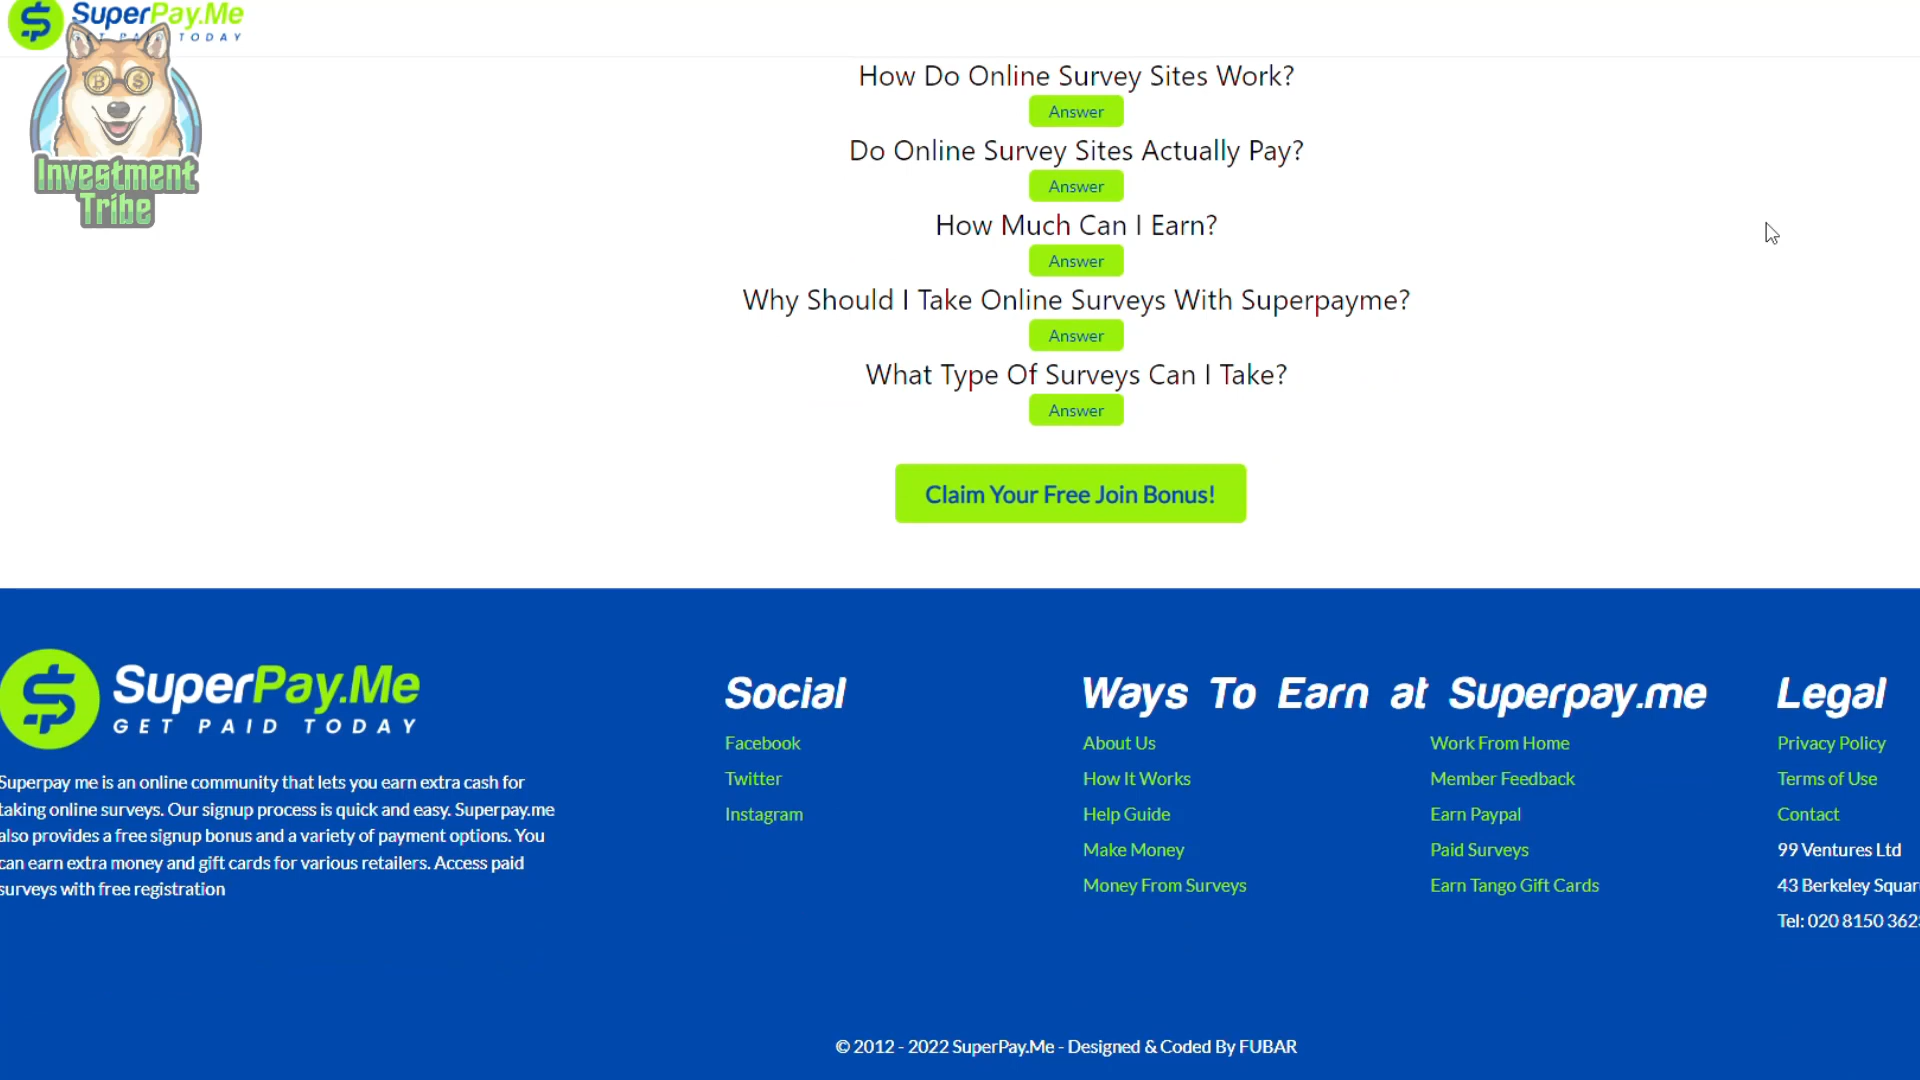 SuperPay.Me
GET PAID TODAY
Investment
Tribe
How Do Online Survey Sites Work?
Answer
Do Online Survey Sites Actually Pay?
Answer
How Much Can I Earn?
Answer
Why Should I Take Online Surveys With Superpayme?
Answer
What Type Of Surveys Can I Take?
Answer
Claim Your Free Join Bonus!
SuperPay.Me
GET PAID TODAY
Superpay me is an online community that lets you earn extra cash for
taking online surveys. Our signup process is quick and easy. Superpay.me
also provides a free signup bonus and a variety of payment options. You
can earn extra money and gift cards for various retailers. Access paid
surveys with free registration
Social
Facebook
Twitter
Instagram
Ways To Earn at Superpay.me
About Us
How It Works
Help Guide
Make Money
Money From Surveys
Work From Home
Member Feedback
Earn Paypal
Paid Surveys
Earn Tango Gift Cards
Legal
Privacy Policy
Terms of Use
Contact
99 Ventures Ltd
43 Berkeley Squar
Tel: 020 8150 362
© 2012 - 2022 SuperPay.Me - Designed & Coded By FUBAR